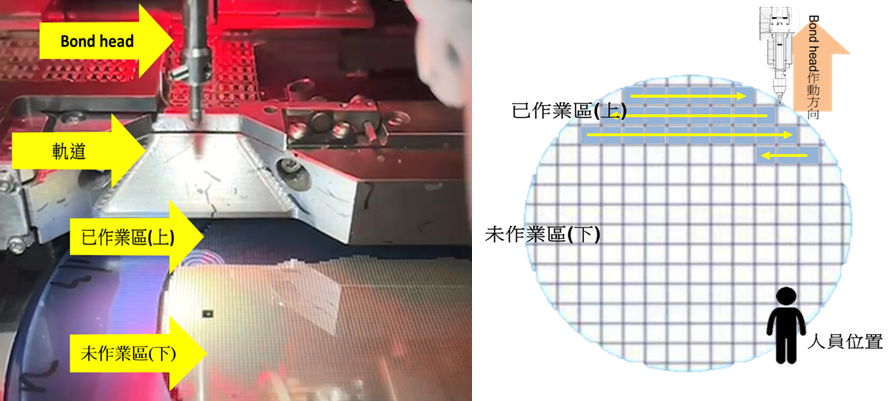 Bond head
軌道
已作業區(上)
未作業區(下)
Bond head作動方向
已作業區(上)
未作業區(下)
人員位置